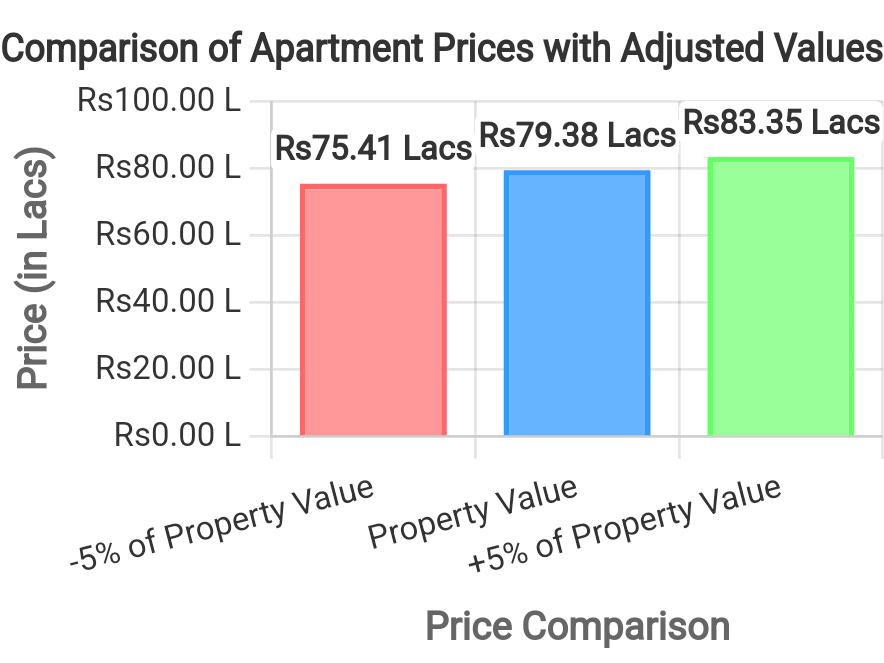 Comparison of Apartment Prices with Adjusted Values
Rs100.00 L
Rs80.00 L
Rs60.00 L
Rs40.00 L
Rs20.00 L
Rs0.00 L
Price (in Lacs)
Rs75.41 Lacs
Rs79.38 Lacs
Rs83.35 Lacs
-5% of Property Value
Property Value
+5% of Property Value
Price Comparison